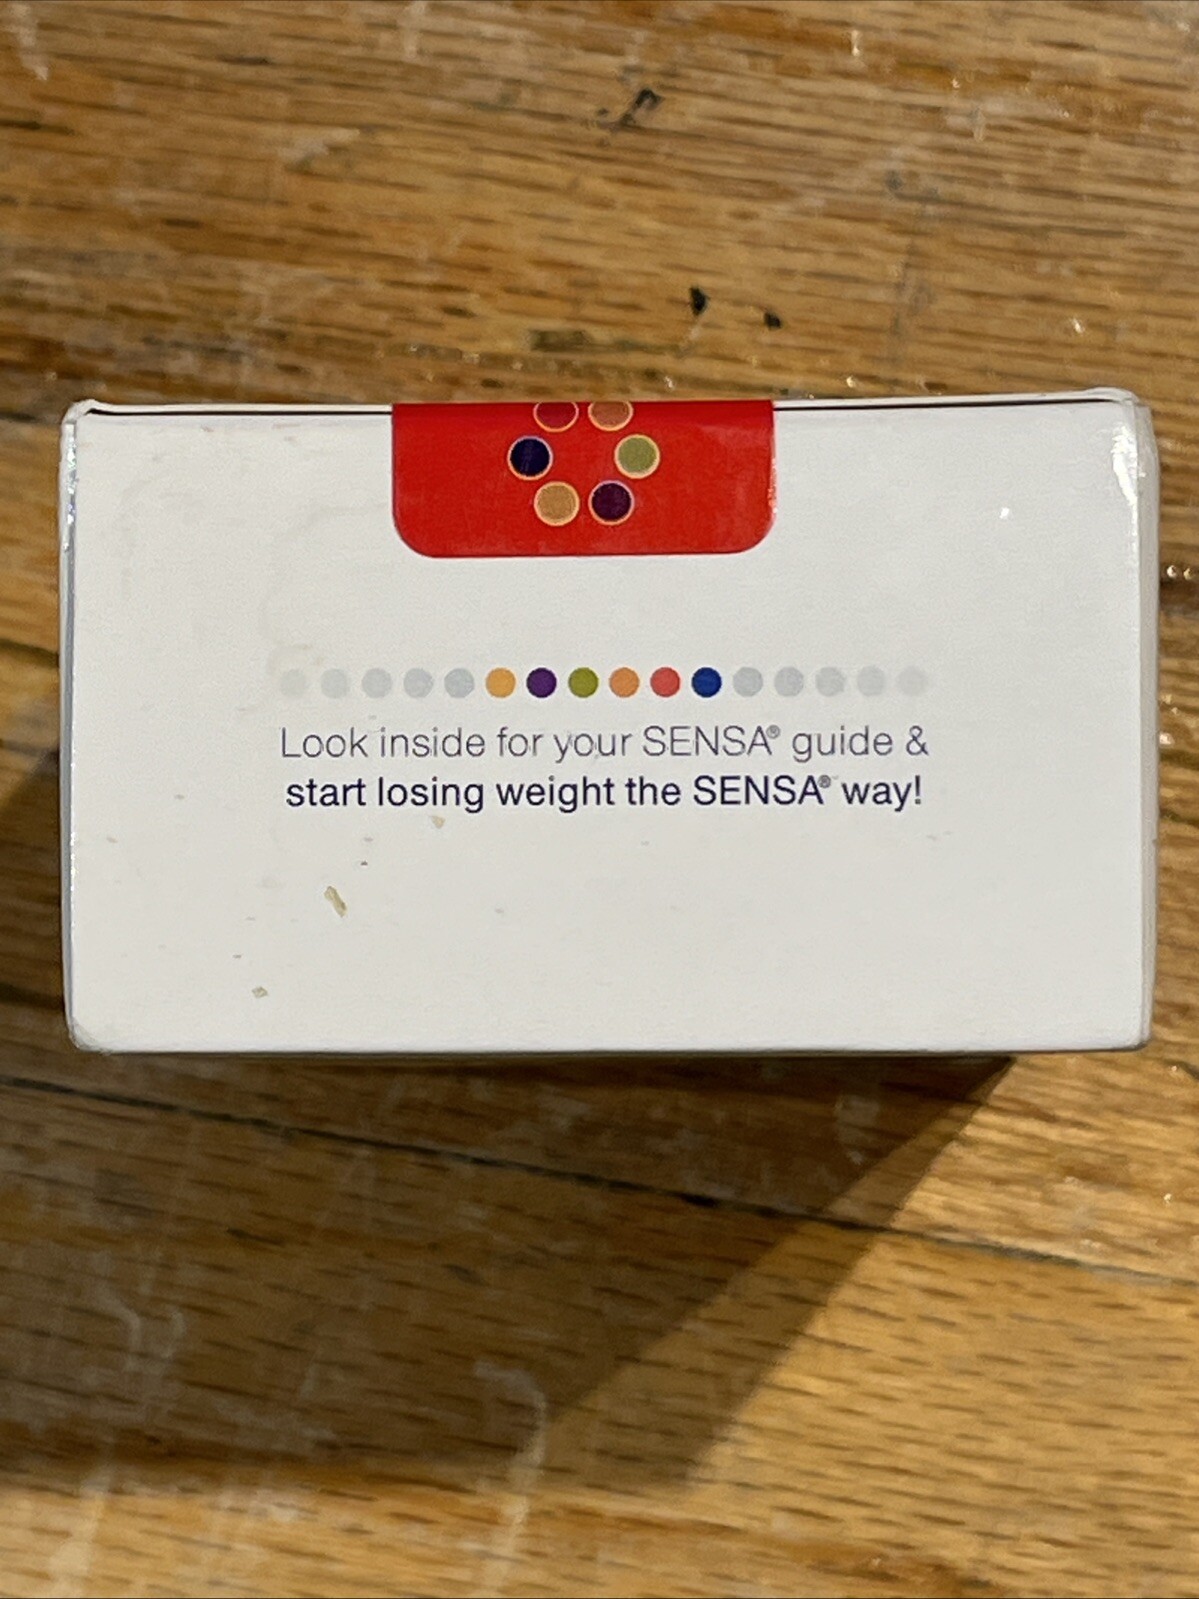 Look inside for your SENSA® guide &
start losing weight the SENSA® way!